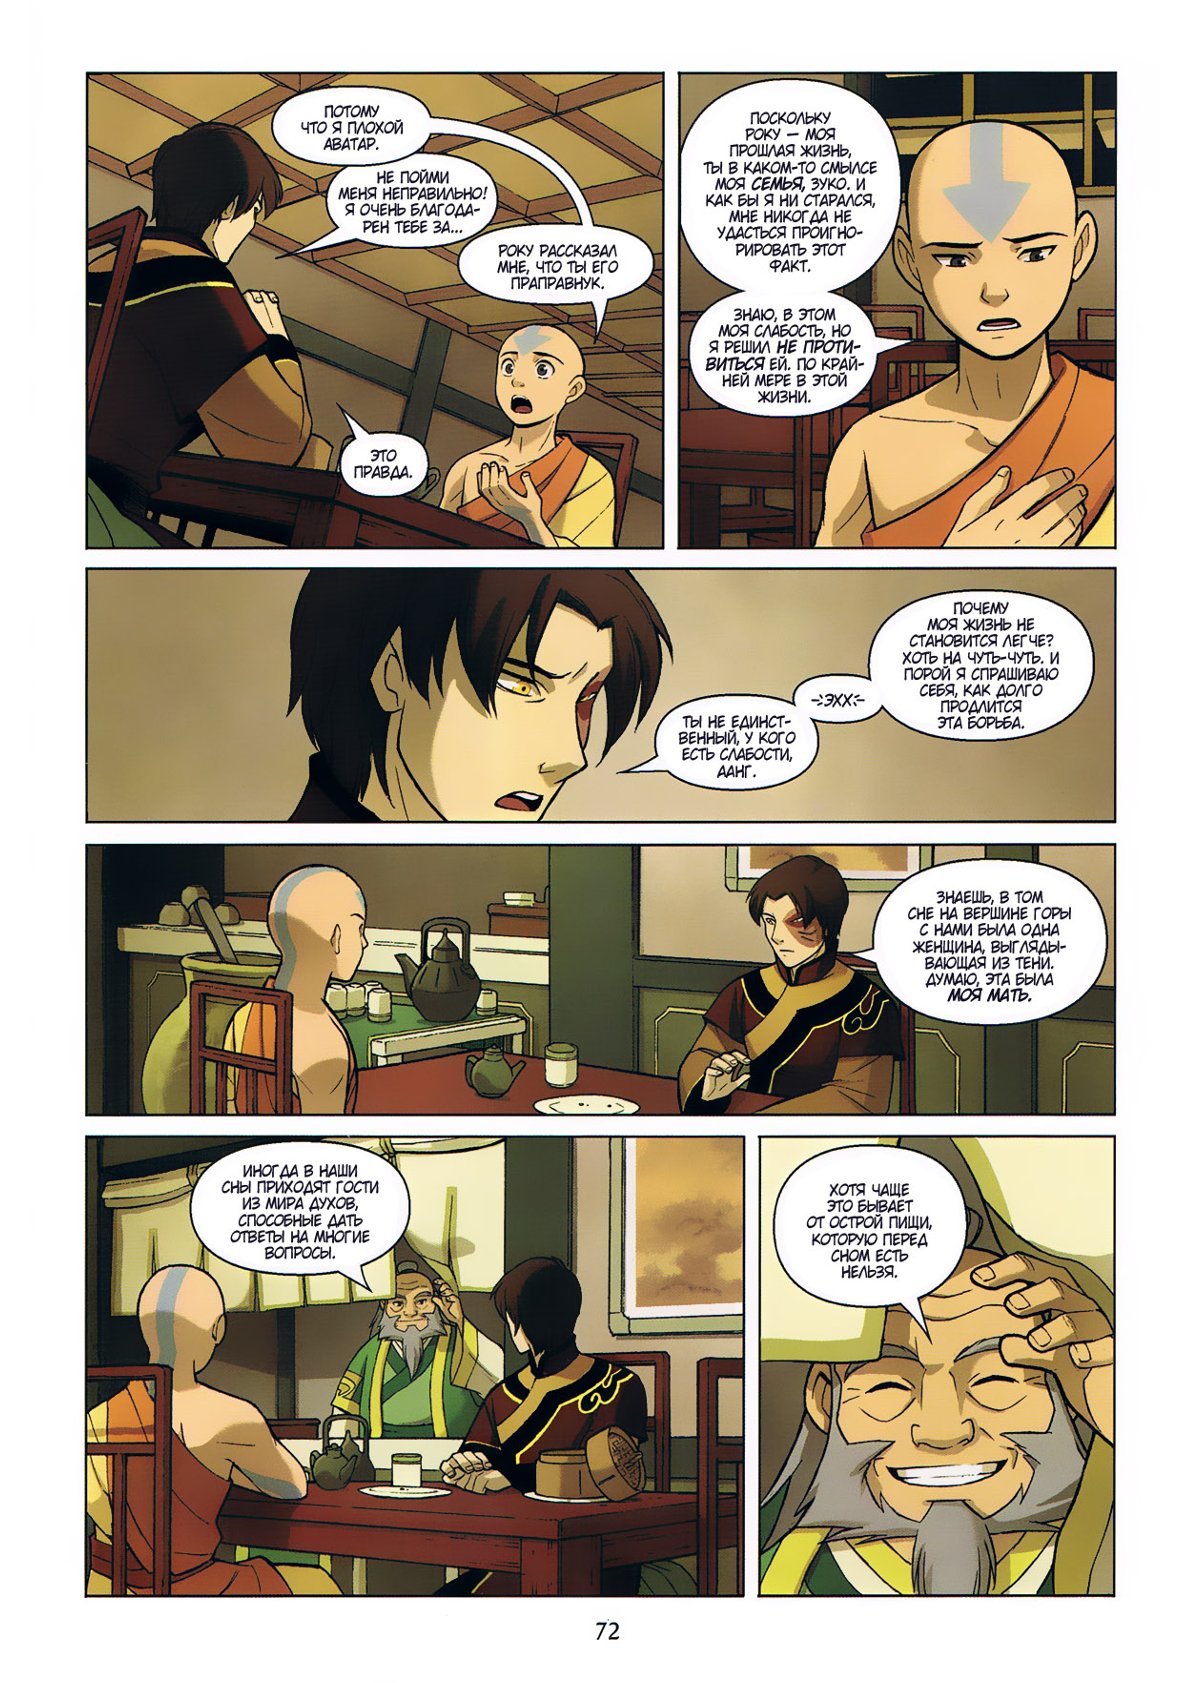 ПОТОМУ
ЧТО Я ПЛОХОЙ
АВАТАР.
НЕ ПОЙМИ
МЕНЯ НЕПРАВИЛЬНО!
Я ОЧЕНЬ БЛАГОДА-
РЕН ТЕБЕ ЗА...
РОКУ РАССКАЗАЛ
МНЕ, ЧТО ТЫ ЕГО
ПРАПРАВНУК.
ЭТО
ПРАВДА.
ПОСКОЛЬКУ
РОКУ — МОЯ
ПРОШЛАЯ ЖИЗНЬ,
ТЫ В КАКОМ-ТО СМЫЛСЕ
МОЯ СЕМЬЯ, ЗУКО. И
КАК БЫ Я НИ СТАРАЛСЯ,
МНЕ НИКОГДА НЕ
УДАСТЬСЯ ПРОИГНО-
РИРОВАТЬ ЭТОТ
ФАКТ.
ЗНАЮ, В ЭТОМ
МОЯ СЛАБОСТЬ, НО
Я РЕШИЛ НЕ ПРОТИ-
ВИТЬСЯ ЕЙ. ПО КРАЙ-
НЕЙ МЕРЕ В ЭТОЙ
ЖИЗНИ.
ПОЧЕМУ
МОЯ ЖИЗНЬ НЕ
СТАНОВИТСЯ ЛЕГЧЕ?
ХОТЬ НА ЧУТЬ-ЧУТЬ. И
ПОРОЙ Я СПРАШИВАЮ
СЕБЯ, КАК ДОЛГО
ПРОДЛИТСЯ
ЭТА БОРЬБА.
ЭХХ
ТЫ НЕ ЕДИНСТ-
ВЕННЫЙ, У КОГО
ЕСТЬ СЛАБОСТИ,
ААНГ.
ЗНАЕШЬ, В ТОМ
СНЕ НА ВЕРШИНЕ ГОРЫ
С НАМИ БЫЛА ОДНА
ЖЕНЩИНА, ВЫГЛЯДЫ-
ВАЮЩАЯ ИЗ ТЕНИ.
ДУМАЮ, ЭТА БЫЛА
МОЯ МАТЬ.
ИНОГДА В НАШИ
СНЫ ПРИХОДЯТ ГОСТИ
ИЗ МИРА ДУХОВ,
СПОСОБНЫЕ ДАТЬ
ОТВЕТЫ НА МНОГИЕ
ВОПРОСЫ.
ХОТЯ ЧАЩЕ
ЭТО БЫВАЕТ
ОТ ОСТРОЙ ПИЩИ,
КОТОРУЮ ПЕРЕД
СНОМ ЕСТЬ
НЕЛЬЗЯ.
72